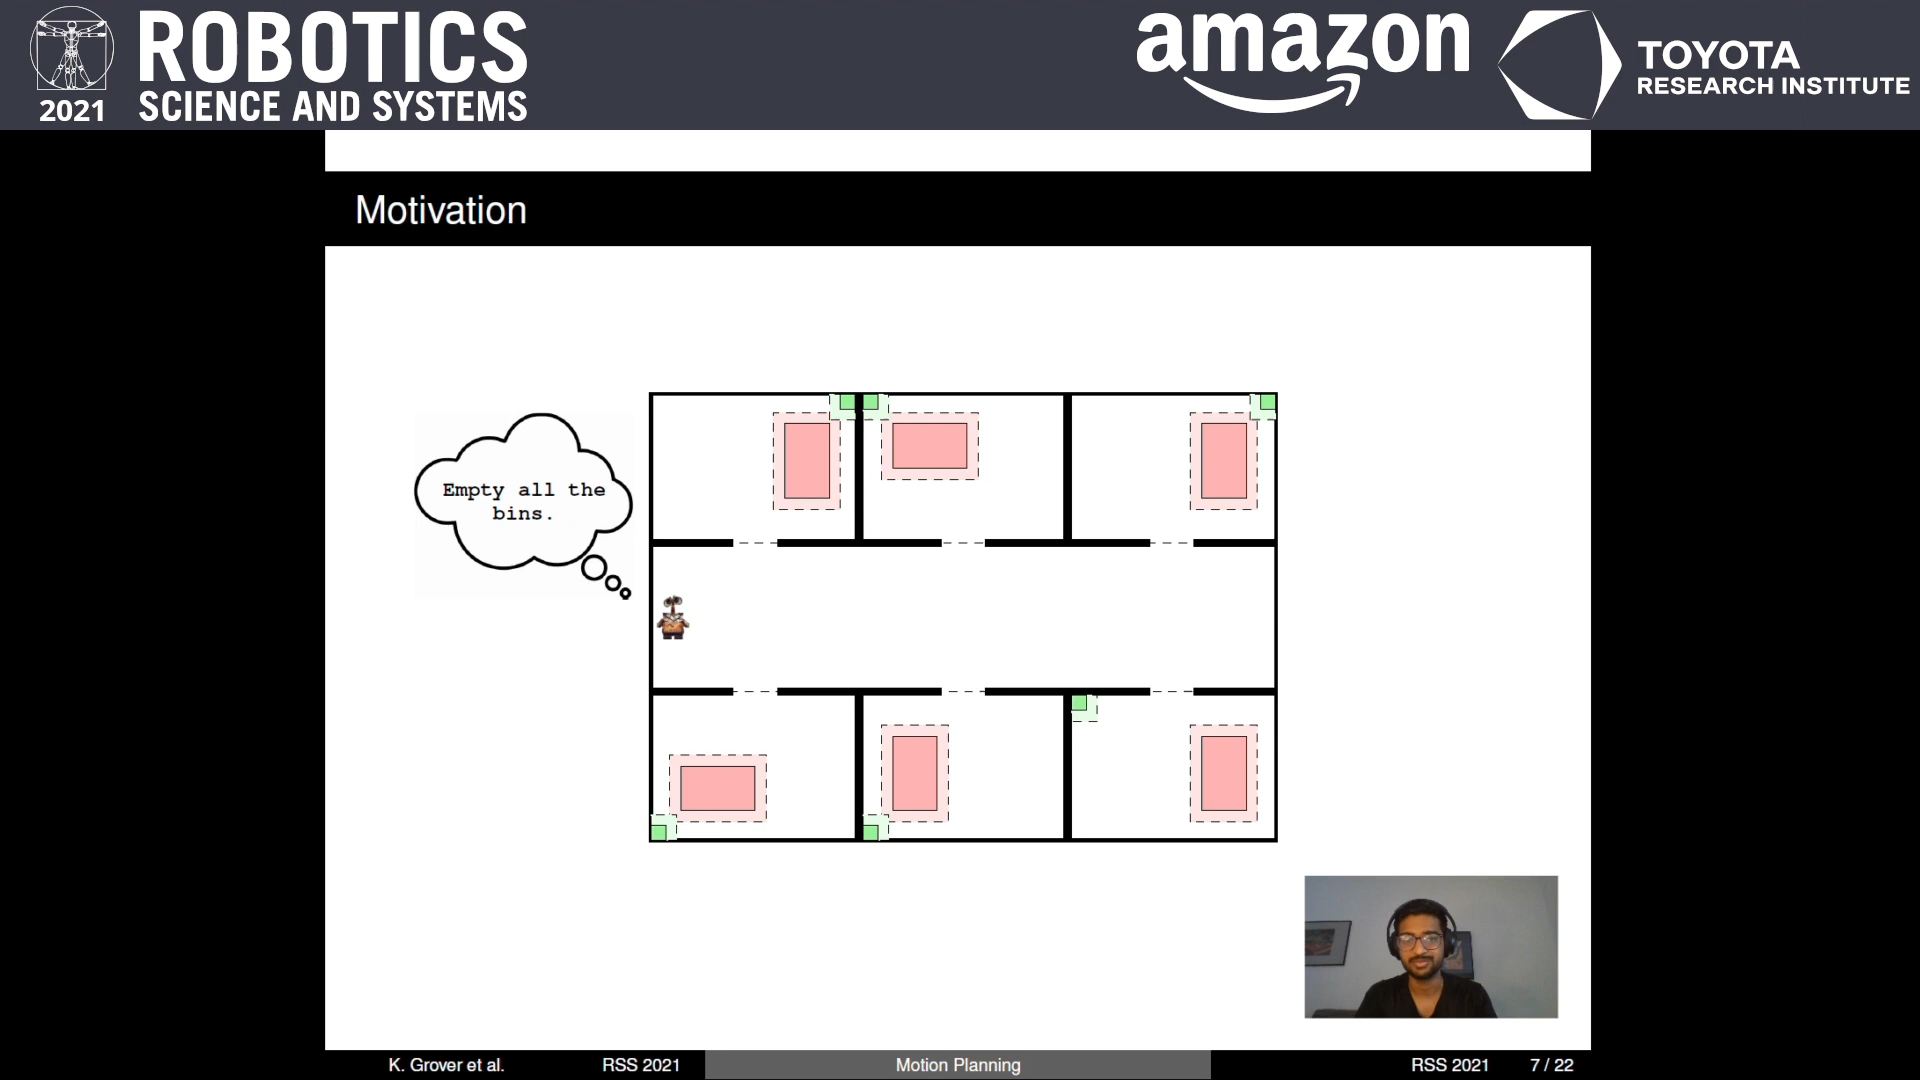 ROBOTICS
SCIENCE AND SYSTEMS
2021
amazon
TOYOTA
RESEARCH INSTITUTE
Motivation
Empty all the
bins.
K. Grover et al.
RSS 2021
Motion Planning
RSS 2021
7 / 22